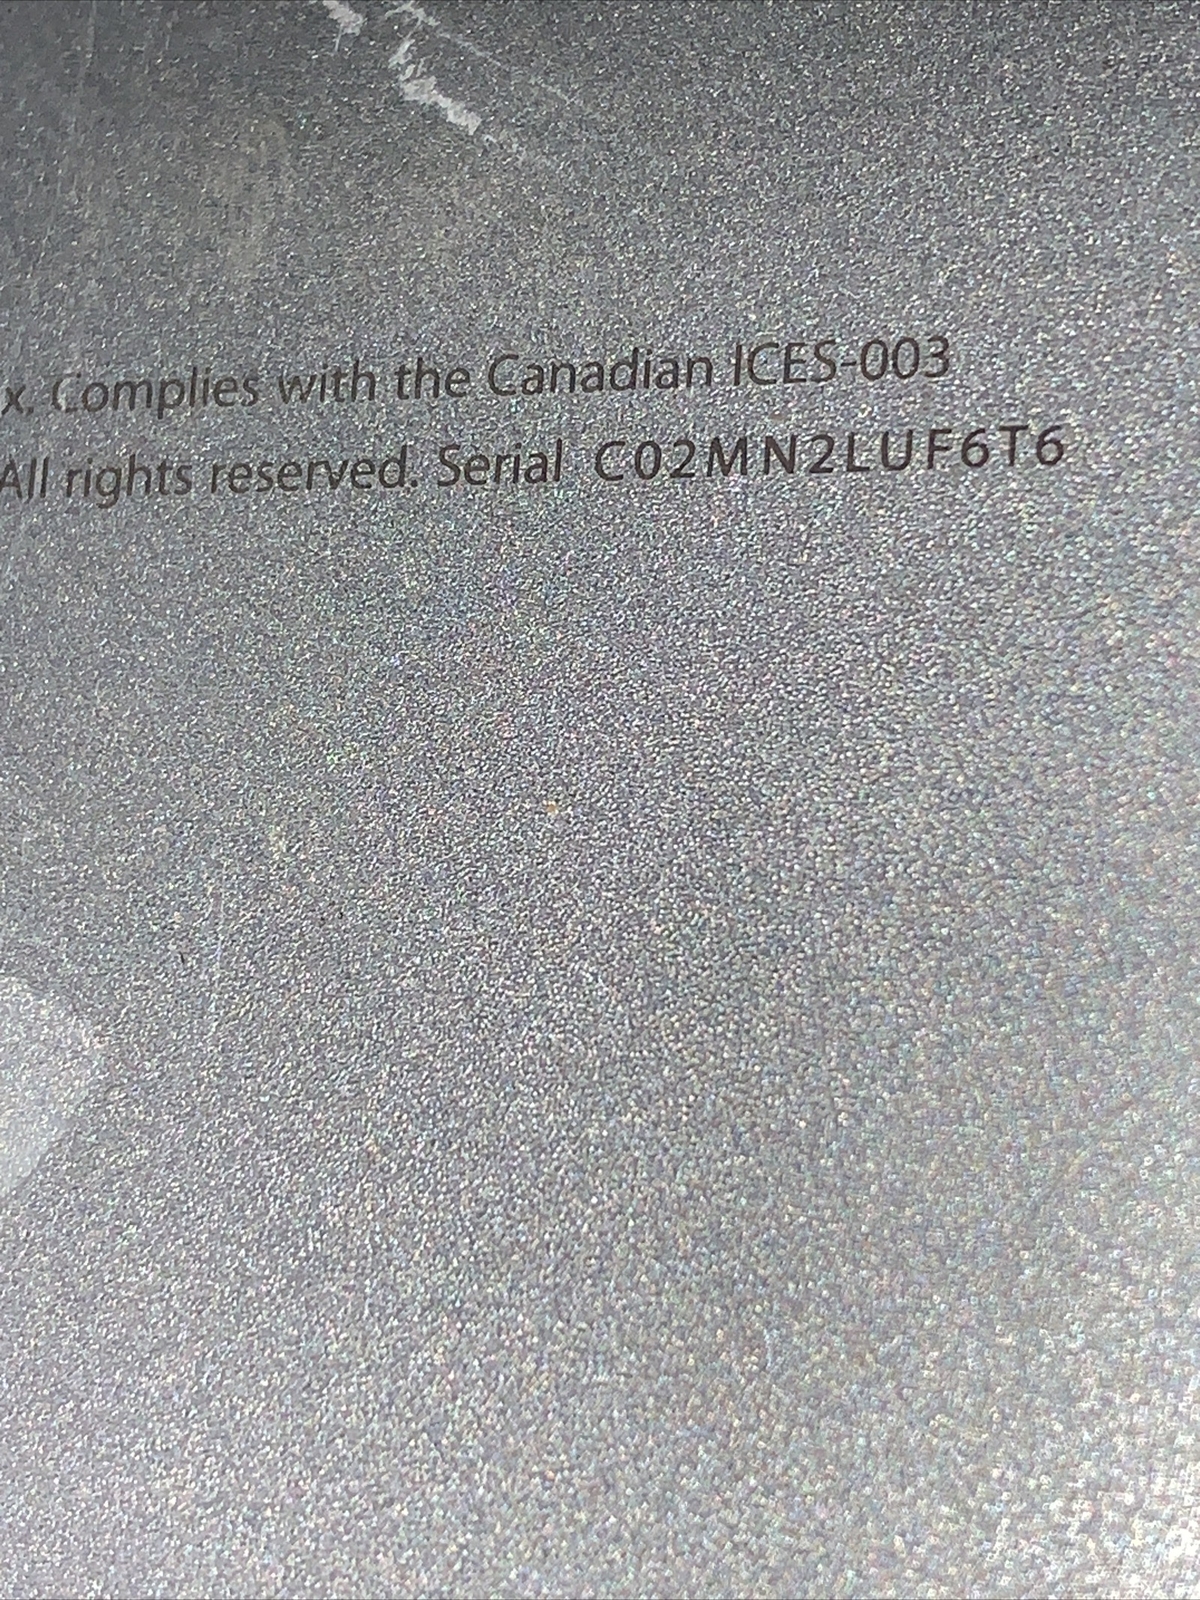 x. Complies with the Canadian ICES-003
All rights reserved. Serial C02MN2LUF6T6